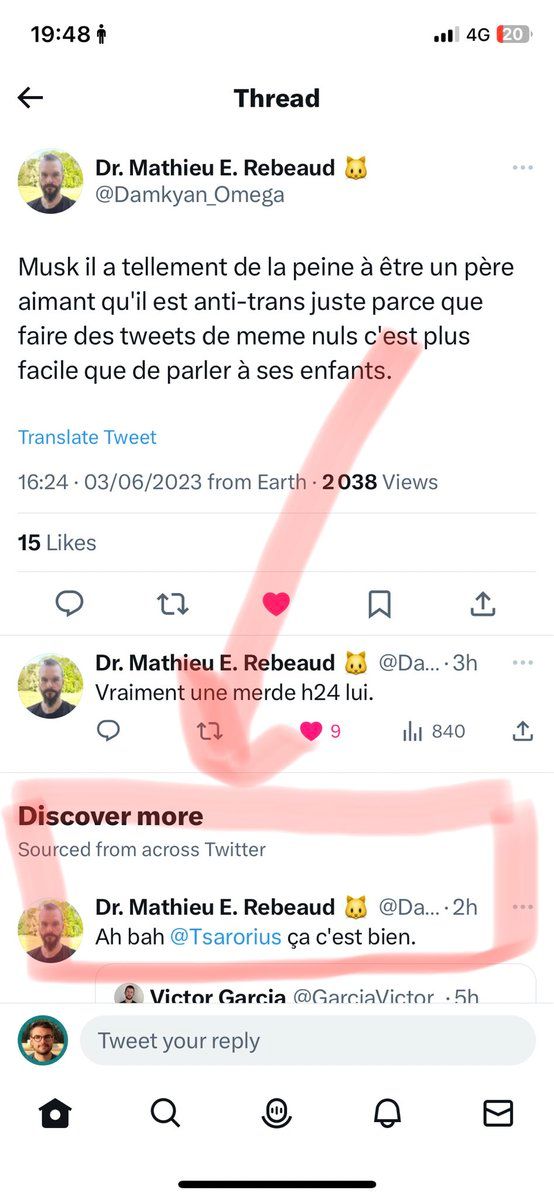 19:48
4G 20
Thread
Dr. Mathieu E. Rebeaud 🐱
@Damkyan_Omega
Musk il a tellement de la peine à être un père
aimant qu'il est anti-trans juste parce que
faire des tweets de meme nuls c'est plus
facile que de parler à ses enfants.
Translate Tweet
16:24 · 03/06/2023 from Earth · 2 038 Views
15 Likes
Dr. Mathieu E. Rebeaud 🐱 @Da... · 3h
Vraiment une merde h24 lui.
9
840
Discover more
Sourced from across Twitter
Dr. Mathieu E. Rebeaud 🐱 @Da... · 2h
Ah bah @Tsarorius ça c'est bien.
Victor Garcia @GarciaVictor_ · 5h
Tweet your reply